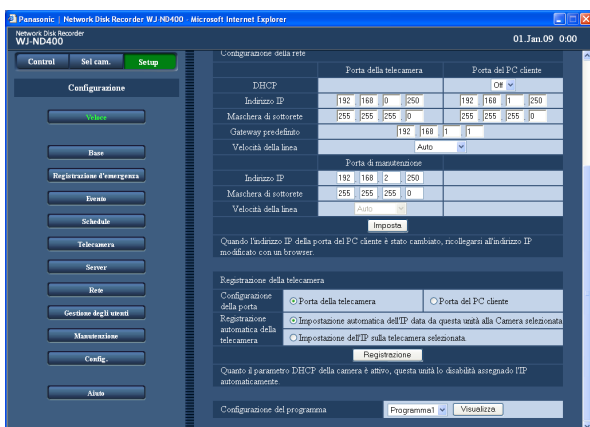 Panasonic | Network Disk Recorder WJ-ND400 - Microsoft Internet Explorer
Network Disk Recorder
WJ-ND400
01.Jan.09 0:00
Control Sel cam. Setup
Configurazione
Veloce
Base
Registrazione d'emergenza
Evento
Schedule
Telecamera
Server
Rete
Gestione degli utenti
Manutenzione
Config.
Aiuto
Configurazione della rete
Porta della telecamera Porta del PC cliente
DHCP Off
Indirizzo IP 192 168 0 250 192 168 1 250
Maschera di sottorete 255 255 255 0 255 255 255 0
Gateway predefinito 192 168 1 1
Velocità della linea Auto
Porta di manutenzione
Indirizzo IP 192 168 2 250
Maschera di sottorete 255 255 255 0
Velocità della linea Auto
Imposta
Quando l'indirizzo IP della porta del PC cliente è stato cambiato, ricollegarsi all'indirizzo IP
modificato con un browser.
Registrazione della telecamera
Configurazione
della porta
Porta della telecamera Porta del PC cliente
Registrazione
automatica della
telecamera
Impostazione automatica dell'IP data da questa unità alla Camera selezionata
Impostazione dell'IP sulla telecamera selezionata.
Registrazione
Quanto il parametro DHCP della camera è attivo, questa unità lo disabilità assegnado l'IP
automaticamente.
Configurazione del programma Programma1 Visualizza